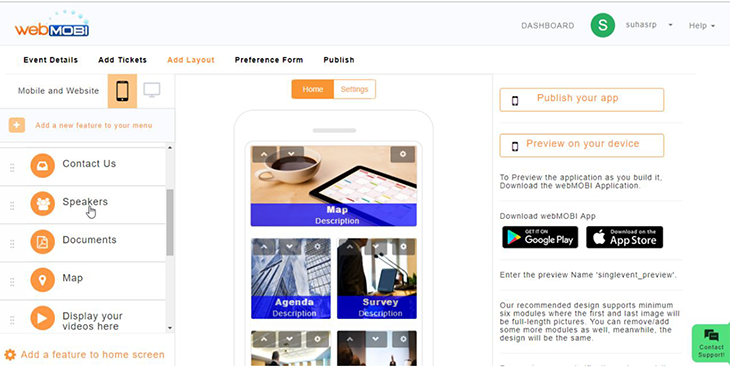 webMOBI
DASHBOARD
S
suhasrp
Help
Event Details
Add Tickets
Add Layout
Preference Form
Publish
Mobile and Website
Add a new feature to your menu
Contact Us
Speakers
Documents
Map
Display your
videos here
Add a feature to home screen
Home
Settings
Map
Description
Agenda
Description
Survey
Description
Publish your app
Preview on your device
To Preview the application as you build it,
Download the webMOBI Application.
Download webMOBI App
GET IT ON
Google Play
Download on the
App Store
Enter the preview Name 'singlevent_preview'.
Our recommended design supports minimum
six modules where the first and last image will
be full-length pictures. You can remove/add
some more modules as well, meanwhile, the
design will be the same.
Contact
Support!